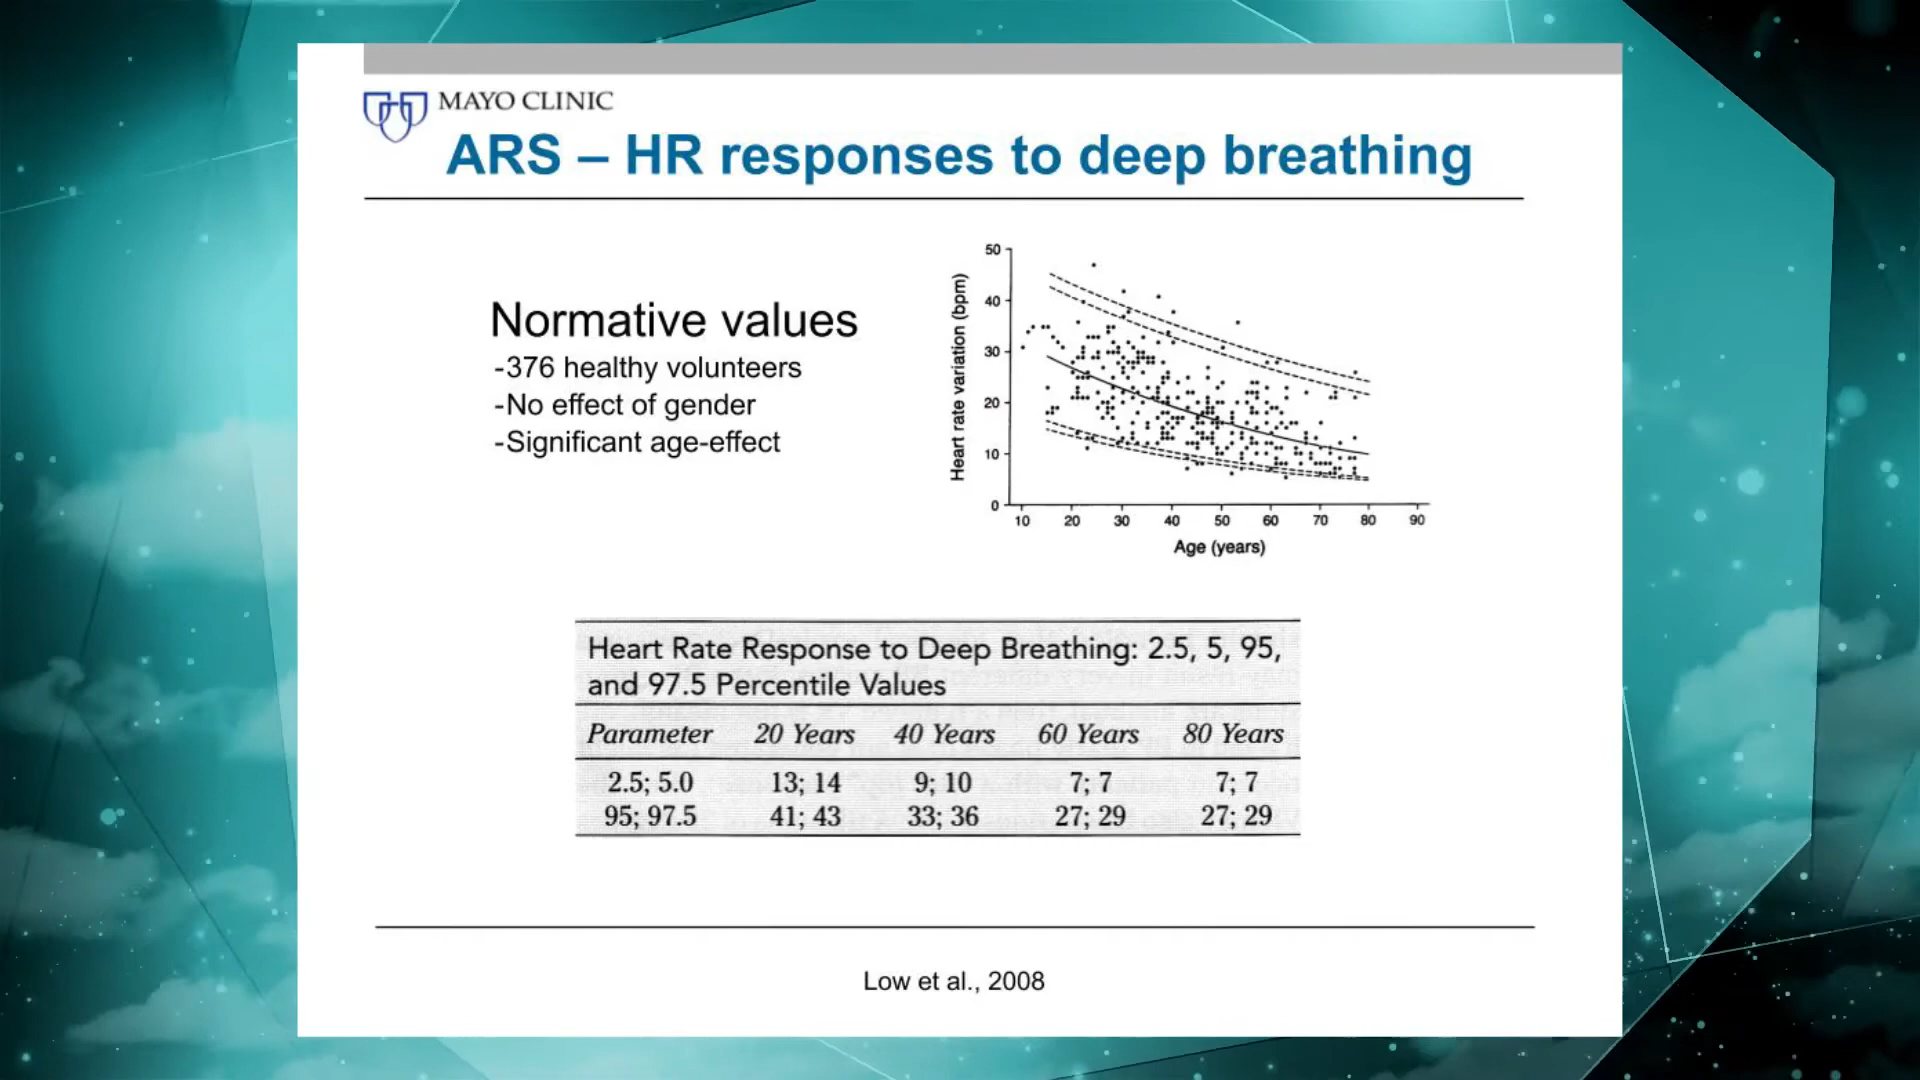 MAYO CLINIC
ARS – HR responses to deep breathing
Normative values
-376 healthy volunteers
-No effect of gender
-Significant age-effect
Heart rate variation (bpm)
50
40
30
20
10
0
10 20 30 40 50 60 70 80 90
Age (years)
Heart Rate Response to Deep Breathing: 2.5, 5, 95,
and 97.5 Percentile Values
Parameter 20 Years 40 Years 60 Years 80 Years
2.5; 5.0 13; 14 9; 10 7; 7 7; 7
95; 97.5 41; 43 33; 36 27; 29 27; 29
Low et al., 2008